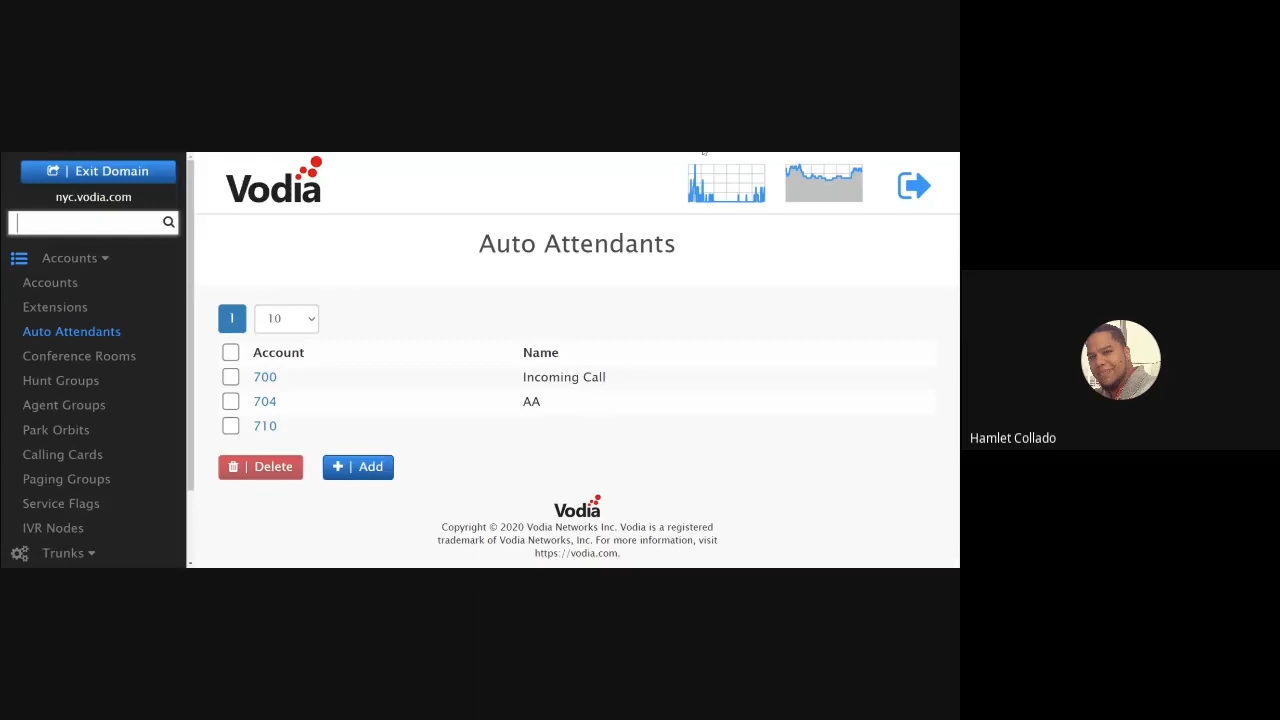 | Exit Domain
nyc.vodia.com
Accounts
Accounts
Extensions
Auto Attendants
Conference Rooms
Hunt Groups
Agent Groups
Park Orbits
Calling Cards
Paging Groups
Service Flags
IVR Nodes
Trunks
Vodia
Auto Attendants
1 10
Account Name
700 Incoming Call
704 AA
710
| Delete + | Add
Vodia
Copyright © 2020 Vodia Networks Inc. Vodia is a registered
trademark of Vodia Networks, Inc. For more information, visit
https://vodia.com.
Hamlet Collado